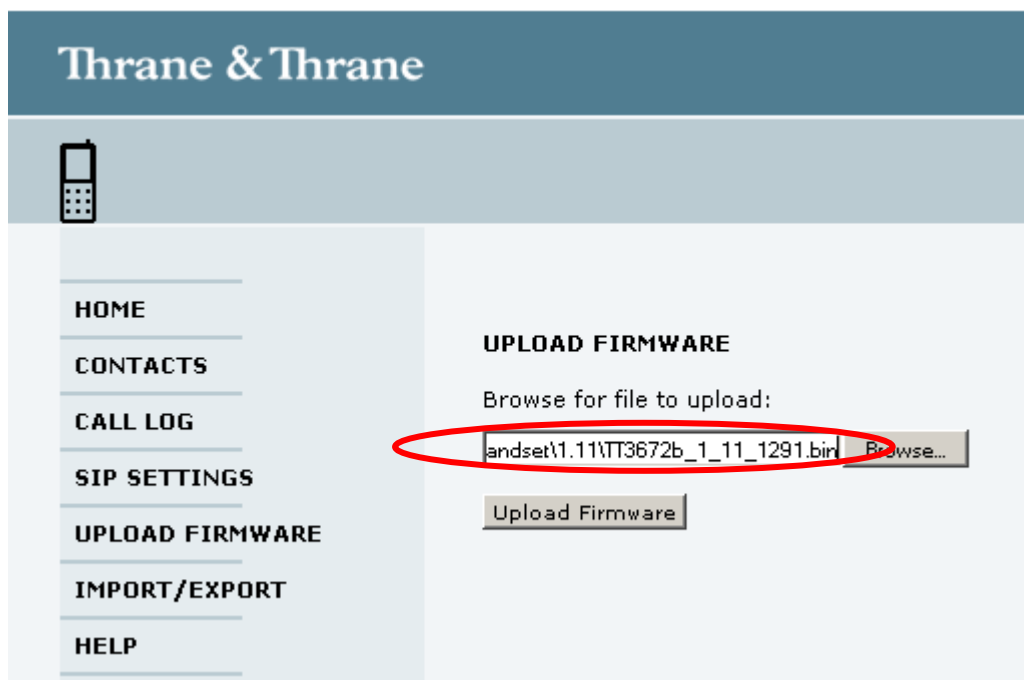 Thrane & Thrane
HOME
CONTACTS
CALL LOG
SIP SETTINGS
UPLOAD FIRMWARE
IMPORT/EXPORT
HELP
UPLOAD FIRMWARE
Browse for file to upload:
andset\1.11\TT3672b_1_11_1291.bin Browse...
Upload Firmware